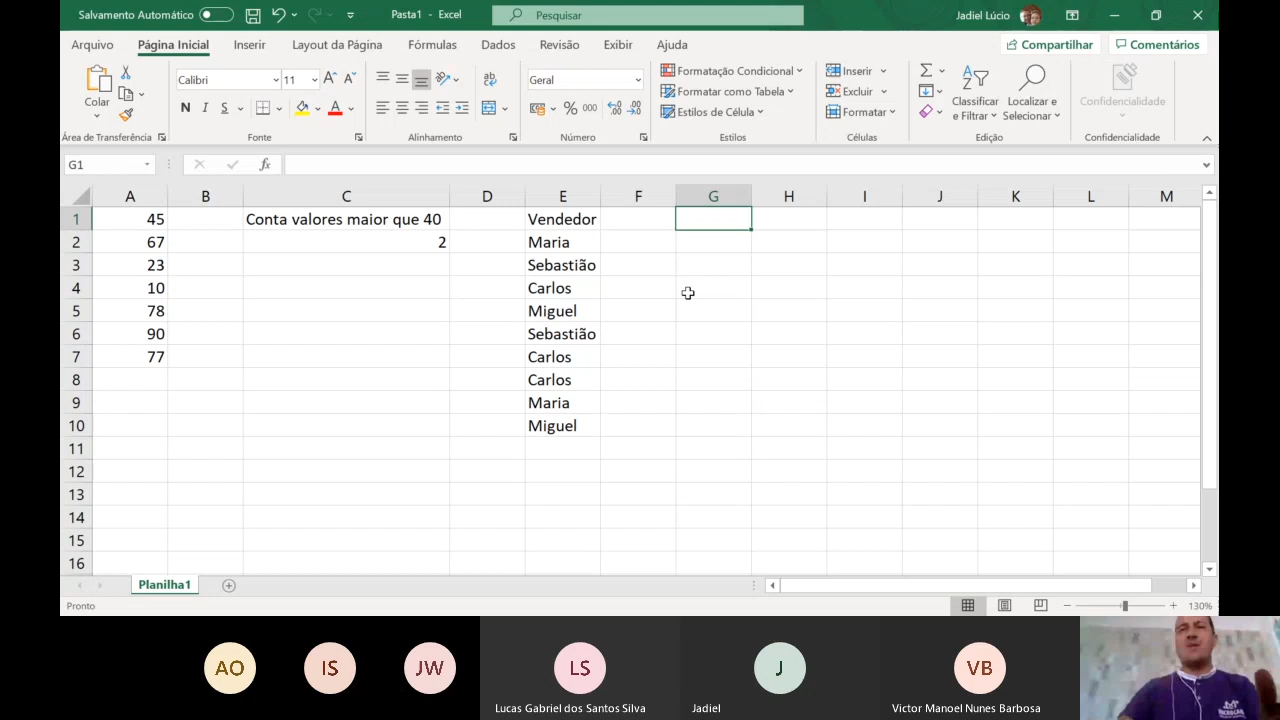 Salvamento Automático
Pasta1 - Excel
Pesquisar
Jadiel Lúcio
Arquivo
Página Inicial
Inserir
Layout da Página
Fórmulas
Dados
Revisão
Exibir
Ajuda
Compartilhar
Comentários
Colar
Calibri
11
N I S
A A
ab
Geral
% 000
Formatação Condicional
Formatar como Tabela
Estilos de Célula
Inserir
Excluir
Formatar
Classificar e Filtrar
Localizar e Selecionar
Confidencialidade
Área de Transferência
Fonte
Alinhamento
Número
Estilos
Células
Edição
Confidencialidade
G1
fx
A B C D E F G H I J K L M
1 45 Conta valores maior que 40 Vendedor
2 67 2 Maria
3 23 Sebastião
4 10 Carlos
5 78 Miguel
6 90 Sebastião
7 77 Carlos
8 Carlos
9 Maria
10 Miguel
11
12
13
14
15
16
Planilha1
Pronto
130%
AO
IS
JW
LS
J
VB
Lucas Gabriel dos Santos Silva
Jadiel
Victor Manoel Nunes Barbosa